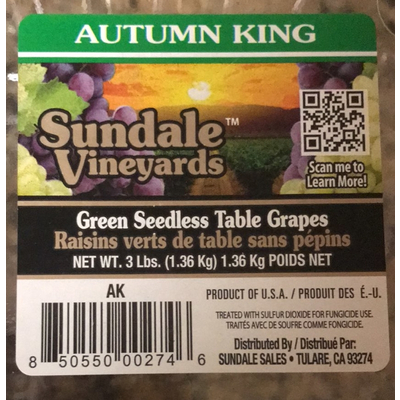 AUTUMN KING
Sundale™
Vineyards
Scan me to
Learn More!
Green Seedless Table Grapes
Raisins verts de table sans pépins
NET WT. 3 Lbs. (1.36 Kg) 1.36 KG POIDS NET
AK
PRODUCT OF U.S.A. / PRODUIT DES É.-U.
TREATED WITH SULFUR DIOXIDE FOR FUNGICIDE USE.
TRAITÉS AVEC DE SOUFRE COMME FONGICIDE.
Distributed By / Distribué Par:
SUNDALE SALES • TULARE, CA 93274
8 50550 00274 6